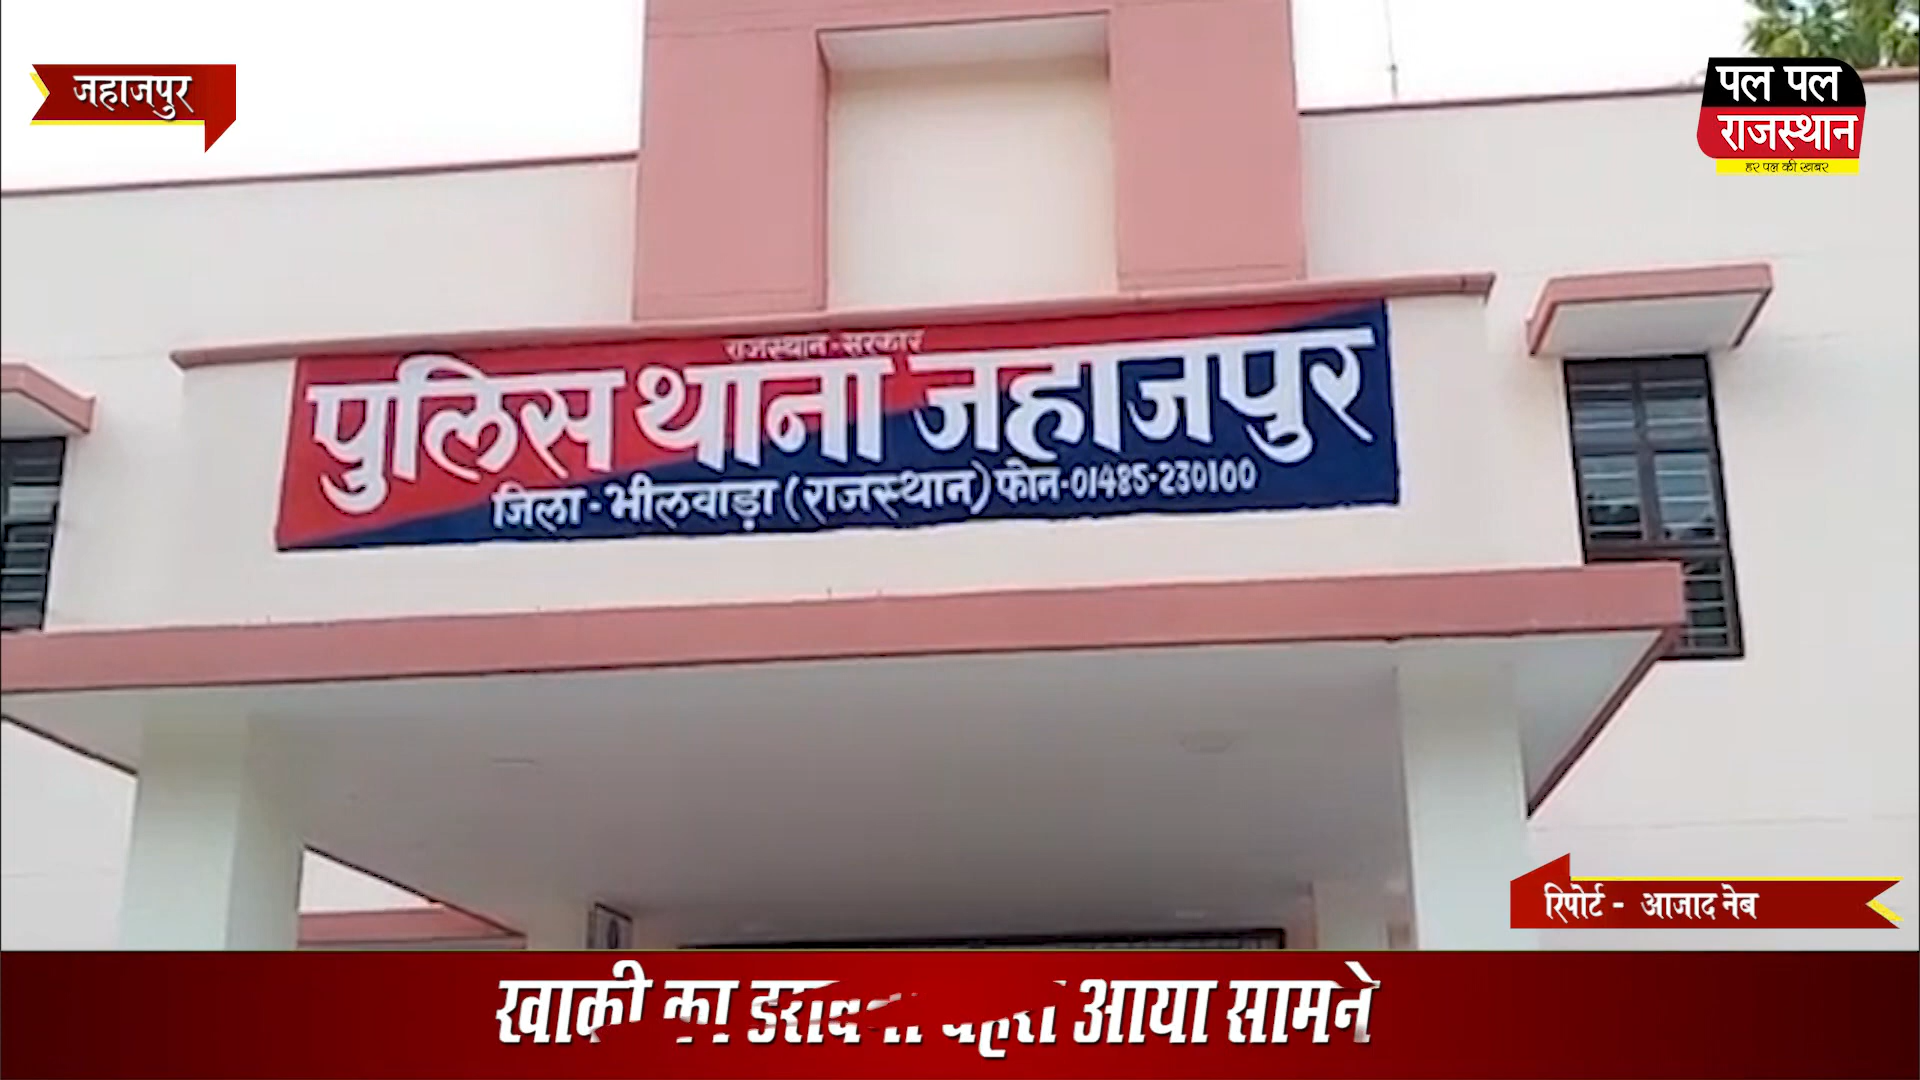 जहाजपुर
पल पल
राजस्थान
हर पल की खबर
राजस्थान-सरकार
पुलिस थाना जहाजपुर
जिला-भीलवाड़ा (राजस्थान) फोन-01485-230100
रिपोर्ट - आजाद नेब
खाकी का आया सामने